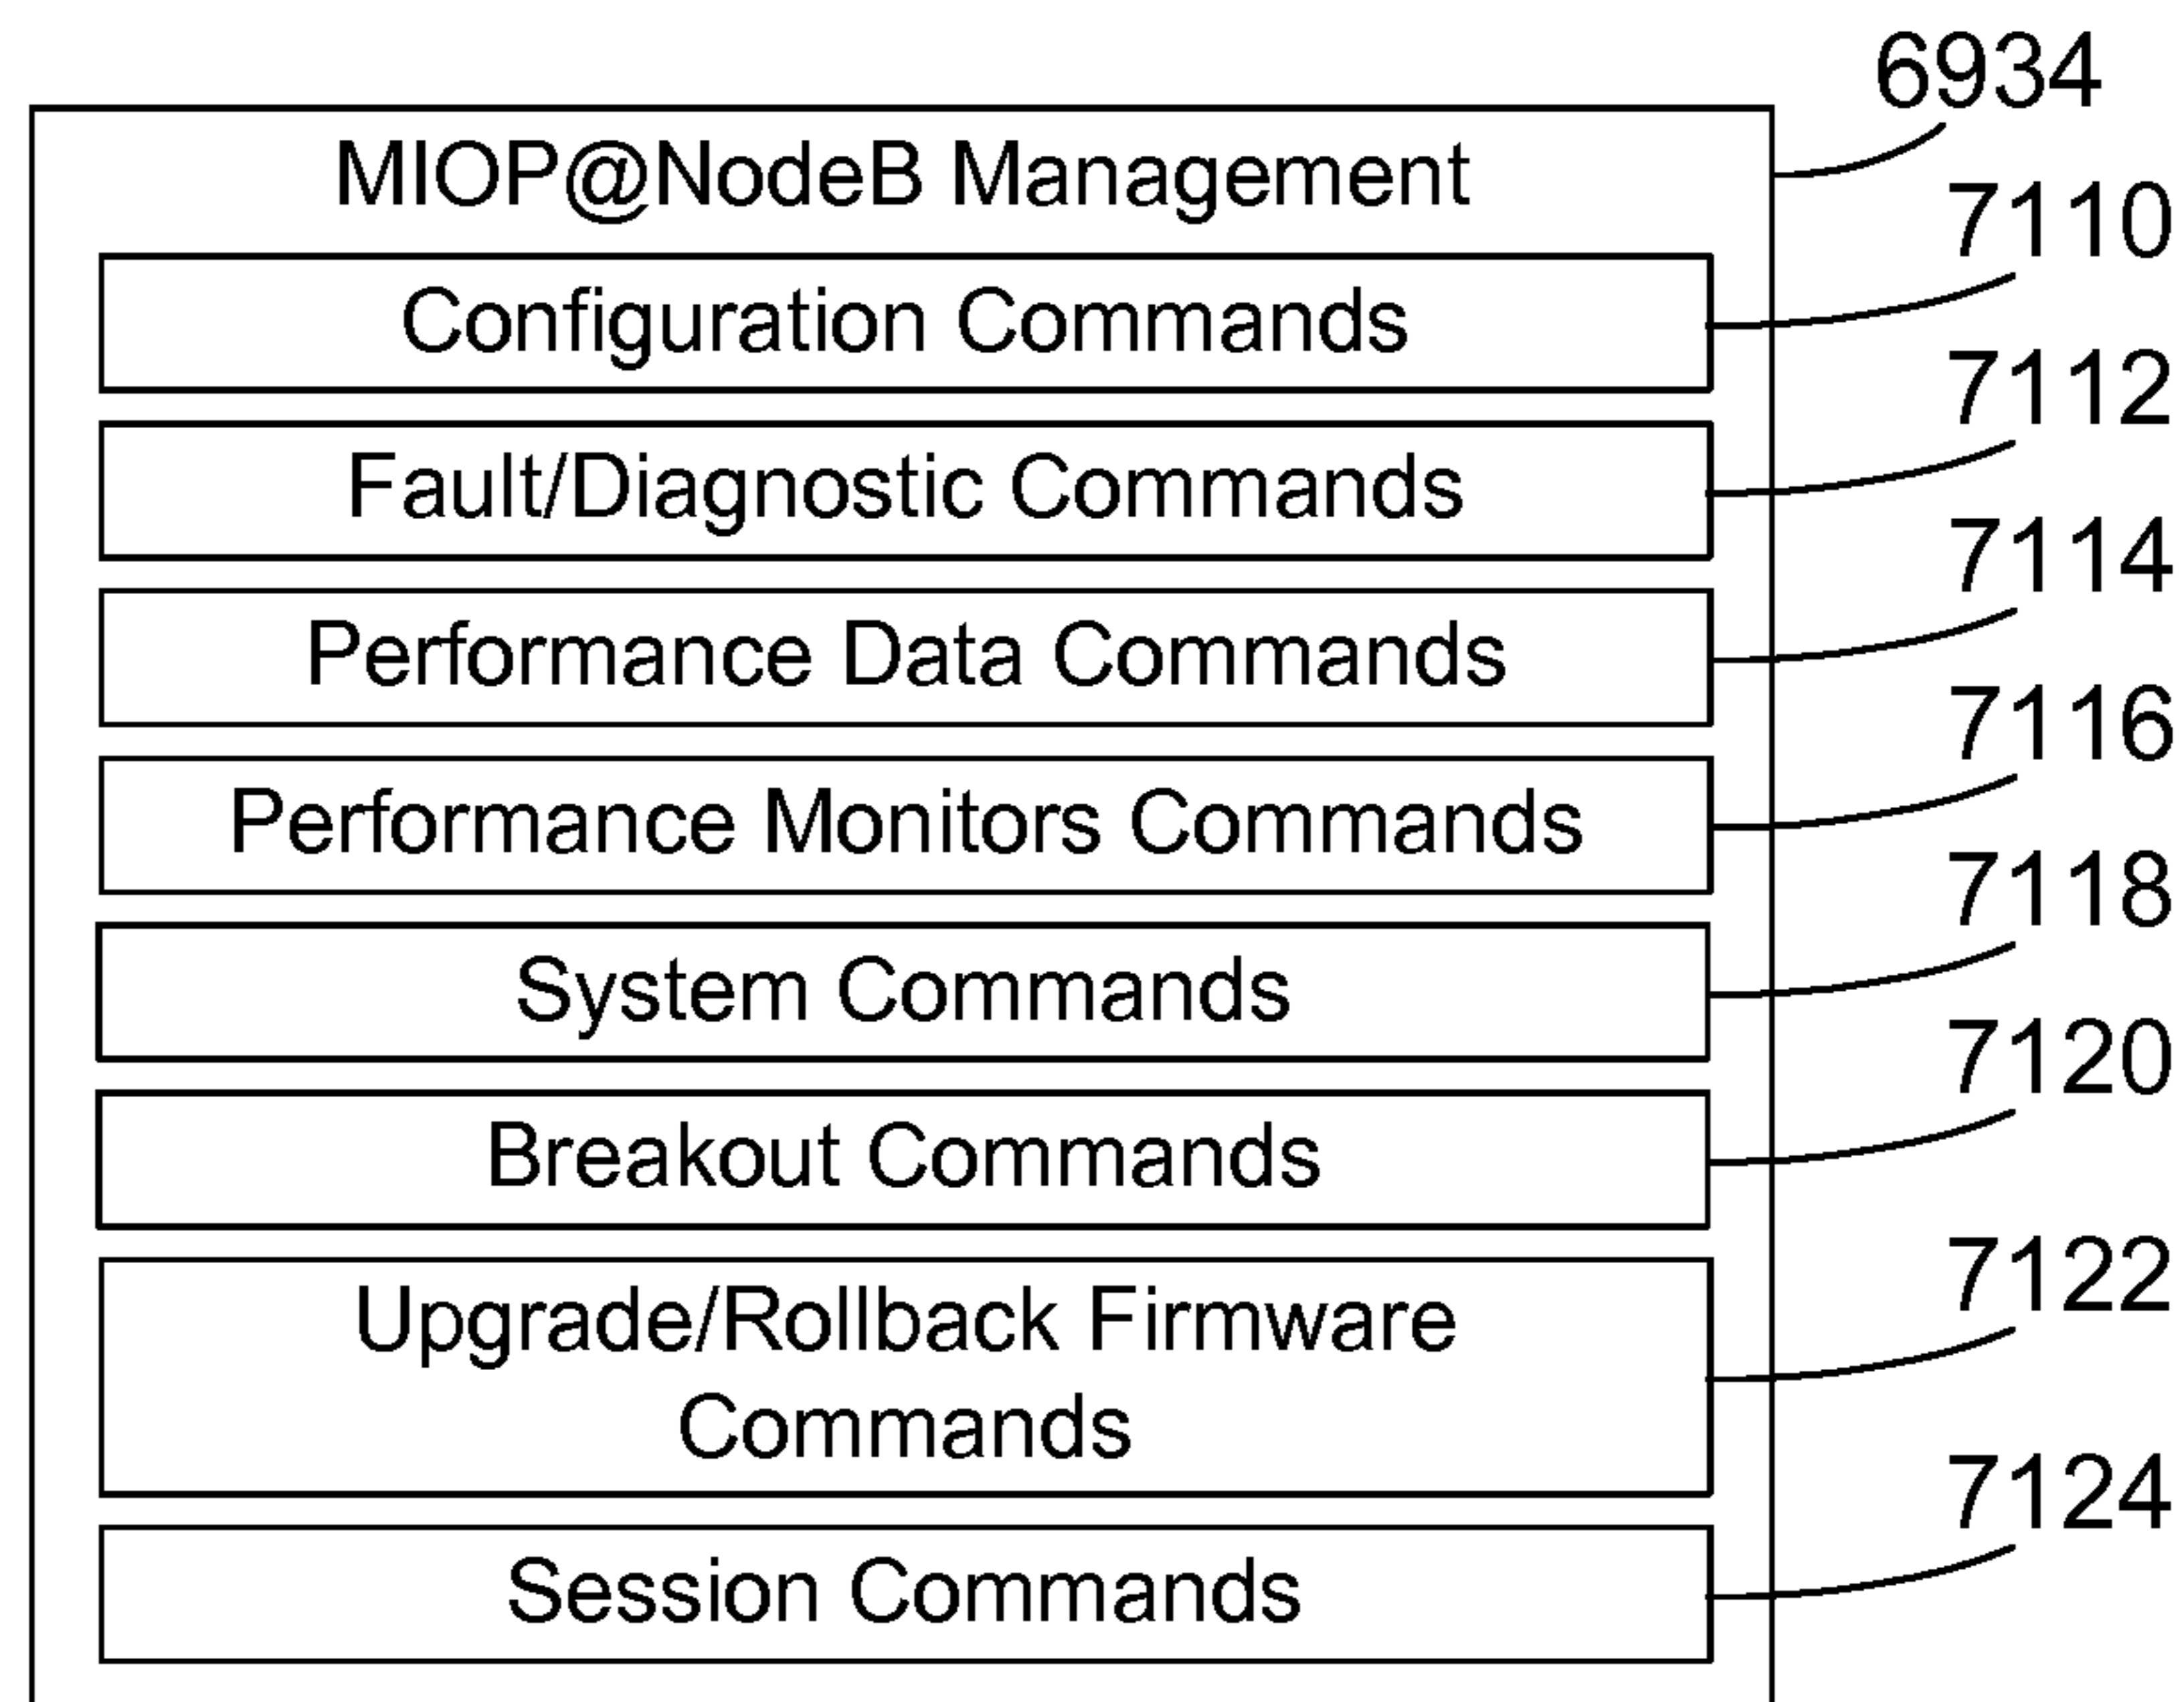 6934
MIOP@NodeB Management
7110
Configuration Commands
7112
Fault/Diagnostic Commands
7114
Performance Data Commands
7116
Performance Monitors Commands
7118
System Commands
7120
Breakout Commands
7122
Upgrade/Rollback Firmware
Commands
7124
Session Commands